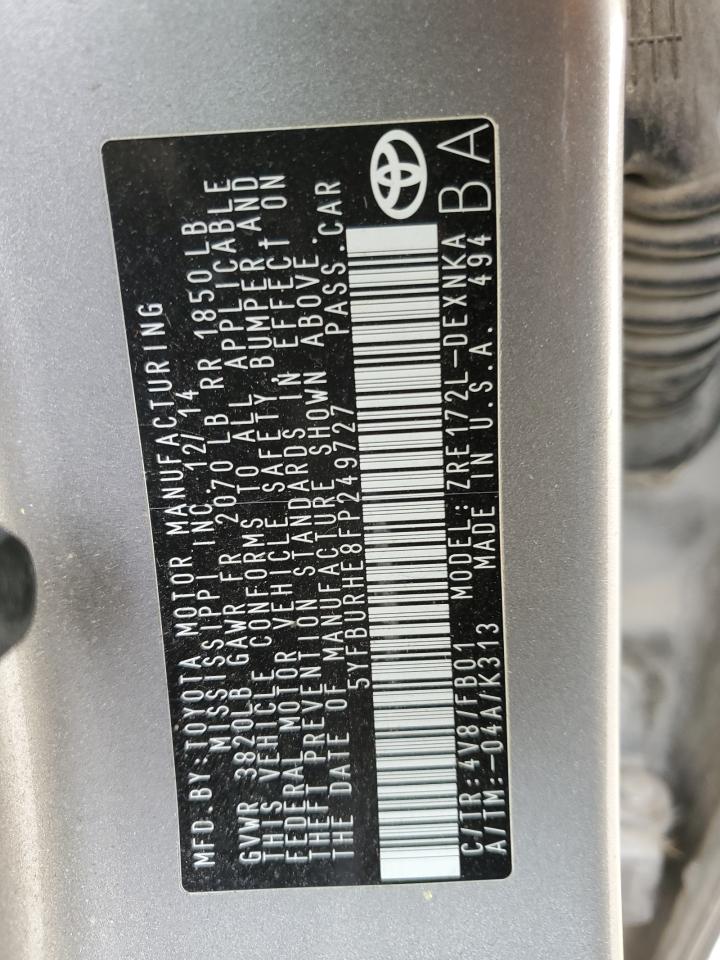 MFD.BY:TOYOTA MOTOR MANUFACTURING
MISSISSIPPI INC. 12/14
GVWR 3820LB GAWR FR 2070LB RR 1850LB
THIS VEHICLE CONFORMS TO ALL APPLICABLE
FEDERAL MOTOR VEHICLE SAFETY, BUMPER AND
THEFT PREVENTION STANDARDS IN EFFECT ON
THE DATE OF MANUFACTURE SHOWN ABOVE.
5YFBURHE8FP249727 PASS.CAR
C/TR:4V8/FB01 MODEL:ZRE172L-DEXNKA
A/TM:-04A/K313 MADE IN U.S.A. 494
BA